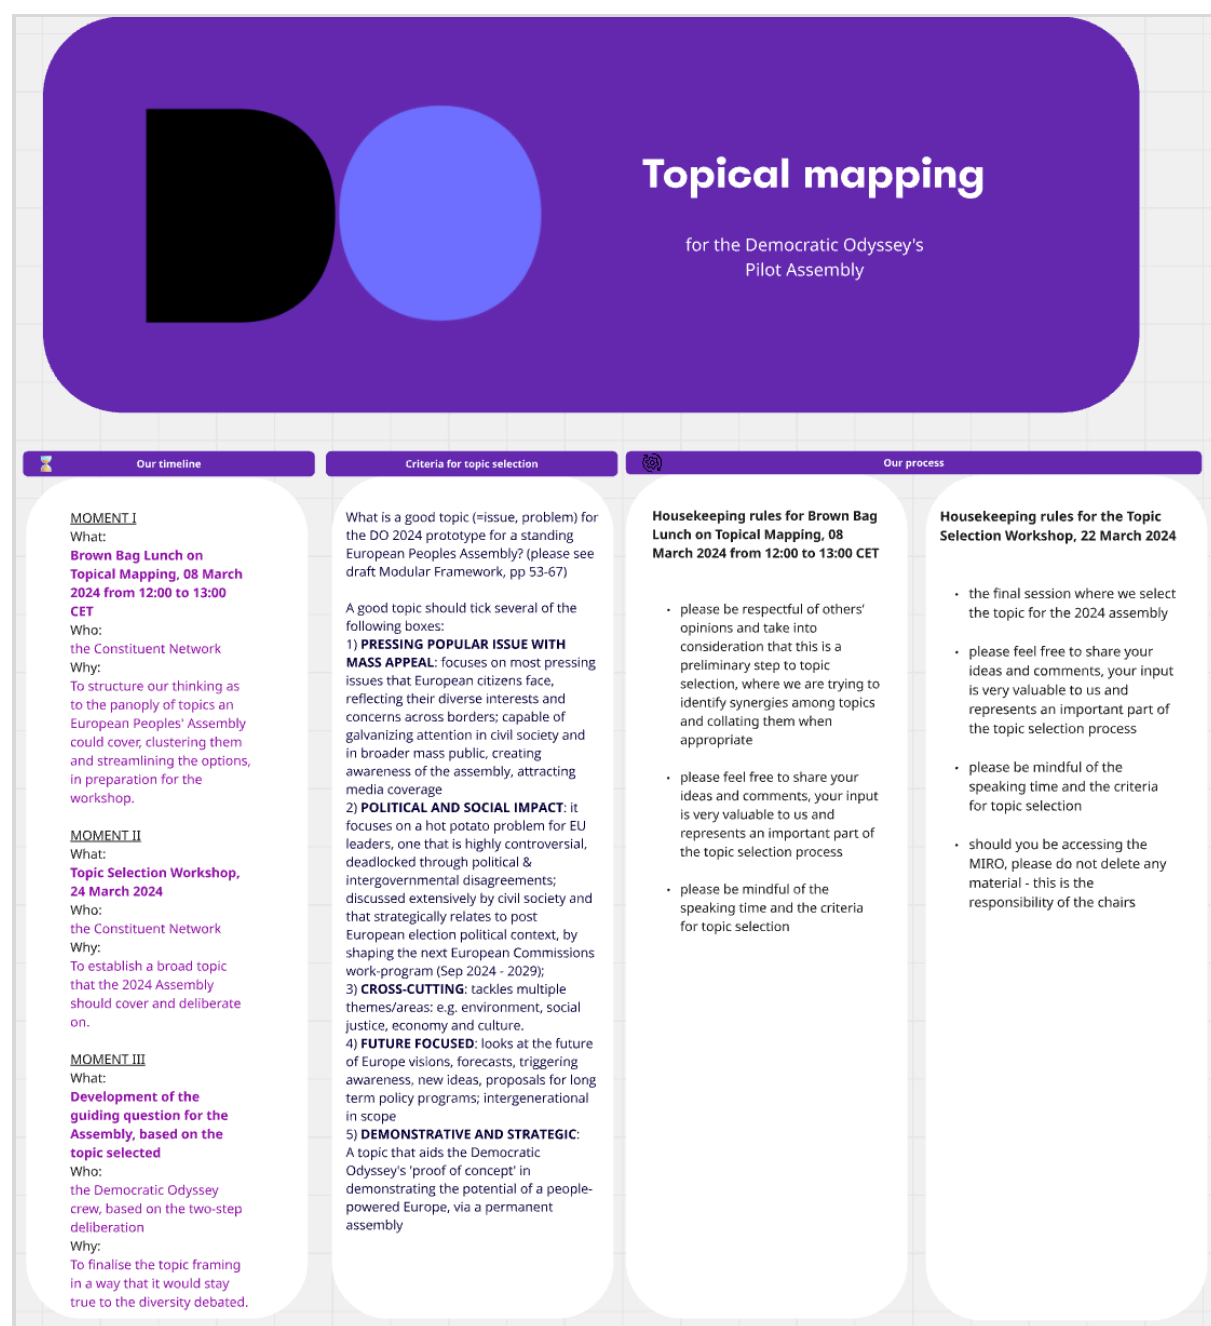 DO
Topical mapping
for the Democratic Odyssey's
Pilot Assembly
Our timeline
MOMENT I
What:
Brown Bag Lunch on
Topical Mapping, 08 March
2024 from 12:00 to 13:00
CET
Who:
the Constituent Network
Why:
To structure our thinking as
to the panoply of topics an
European Peoples' Assembly
could cover, clustering them
and streamlining the options,
in preparation for the
workshop.
MOMENT II
What:
Topic Selection Workshop,
24 March 2024
Who:
the Constituent Network
Why:
To establish a broad topic
that the 2024 Assembly
should cover and deliberate
on.
MOMENT III
What:
Development of the
guiding question for the
Assembly, based on the
topic selected
Who:
the Democratic Odyssey
crew, based on the two-step
deliberation
Why:
To finalise the topic framing
in a way that it would stay
true to the diversity debated.
Criteria for topic selection
What is a good topic (=issue, problem) for
the DO 2024 prototype for a standing
European Peoples Assembly? (please see
draft Modular Framework, pp 53-67)
A good topic should tick several of the
following boxes:
1) PRESSING POPULAR ISSUE WITH
MASS APPEAL: focuses on most pressing
issues that European citizens face,
reflecting their diverse interests and
concerns across borders; capable of
galvanizing attention in civil society and
in broader mass public, creating
awareness of the assembly, attracting
media coverage
2) POLITICAL AND SOCIAL IMPACT: it
focuses on a hot potato problem for EU
leaders, one that is highly controversial,
deadlocked through political &
intergovernmental disagreements;
discussed extensively by civil society and
that strategically relates to post
European election political context, by
shaping the next European Commissions
work-program (Sep 2024 - 2029);
3) CROSS-CUTTING: tackles multiple
themes/areas: e.g. environment, social
justice, economy and culture.
4) FUTURE FOCUSED: looks at the future
of Europe visions, forecasts, triggering
awareness, new ideas, proposals for long
term policy programs; intergenerational
in scope
5) DEMONSTRATIVE AND STRATEGIC:
A topic that aids the Democratic
Odyssey's 'proof of concept' in
demonstrating the potential of a people-
powered Europe, via a permanent
assembly
Our process
Housekeeping rules for Brown Bag
Lunch on Topical Mapping, 08
March 2024 from 12:00 to 13:00 CET
• please be respectful of others’
opinions and take into
consideration that this is a
preliminary step to topic
selection, where we are trying to
identify synergies among topics
and collating them when
appropriate
• please feel free to share your
ideas and comments, your input
is very valuable to us and
represents an important part of
the topic selection process
• please be mindful of the
speaking time and the criteria
for topic selection
Housekeeping rules for the Topic
Selection Workshop, 22 March 2024
• the final session where we select
the topic for the 2024 assembly
• please feel free to share your
ideas and comments, your input
is very valuable to us and
represents an important part of
the topic selection process
• please be mindful of the
speaking time and the criteria
for topic selection
• should you be accessing the
MIRO, please do not delete any
material - this is the
responsibility of the chairs